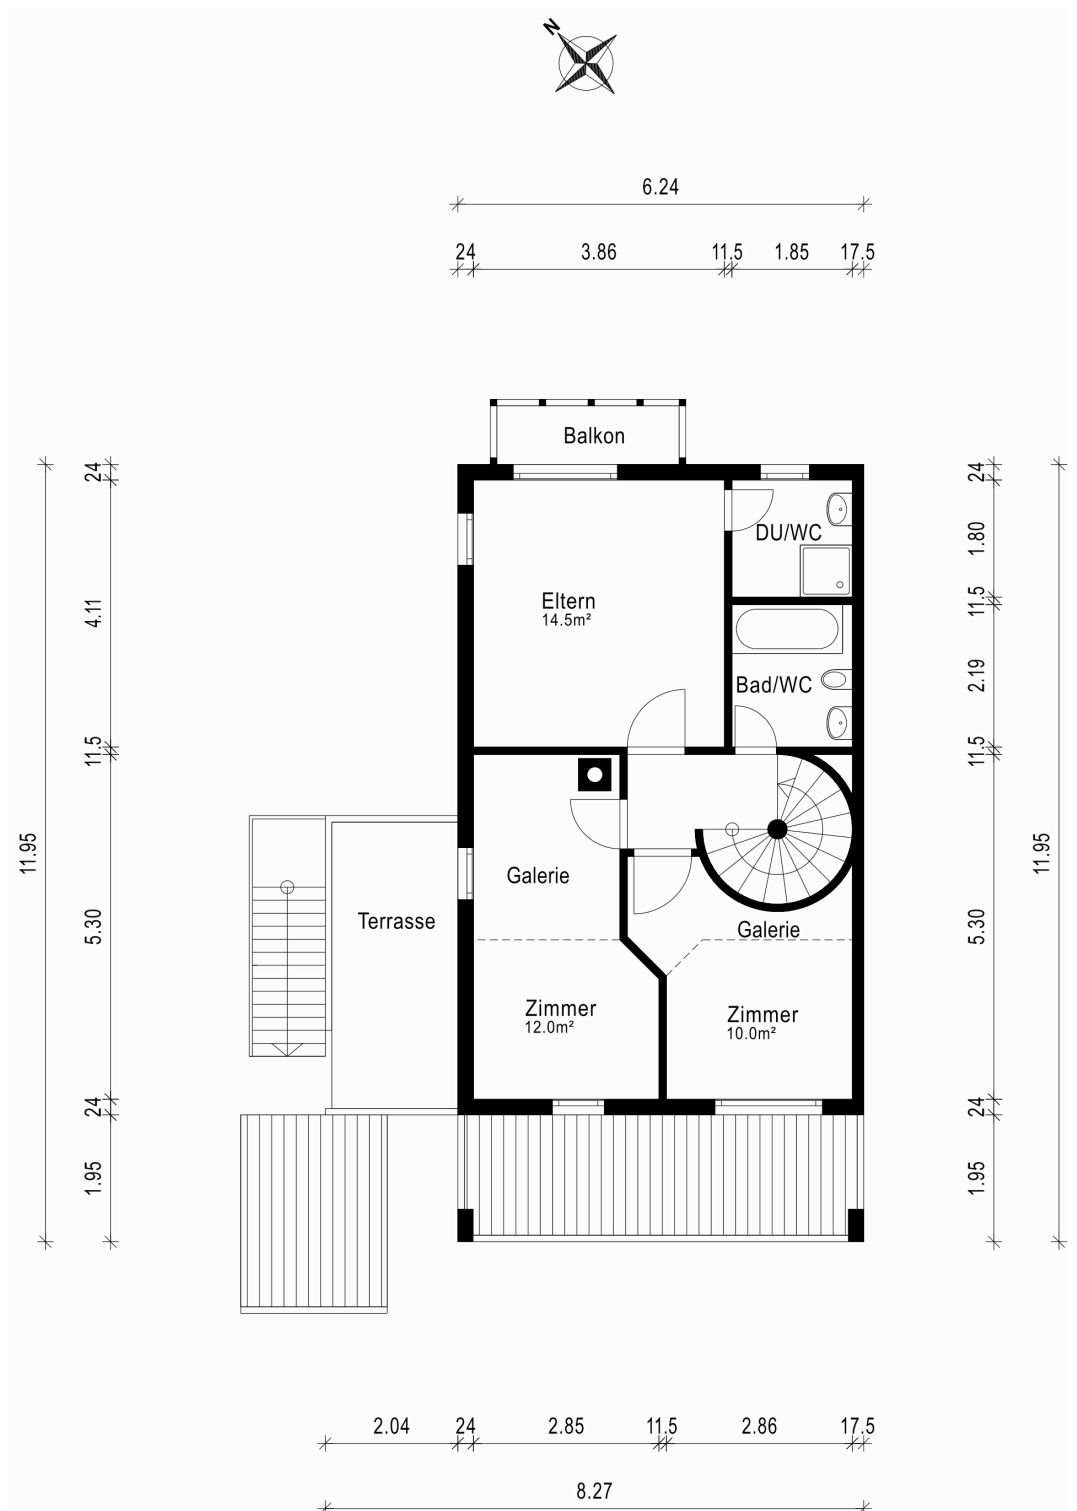 N
6.24
24 3.86 11.5 1.85 17.5
Balkon
24
24
DU/WC
1.80
Eltern
14.5m²
4.11
11.5
Bad/WC
2.19
11.5
11.5
11.95
11.95
Galerie
Terrasse
Galerie
5.30
5.30
Zimmer
12.0m²
Zimmer
10.0m²
24
24
1.95
1.95
2.04 24 2.85 11.5 2.86 17.5
8.27